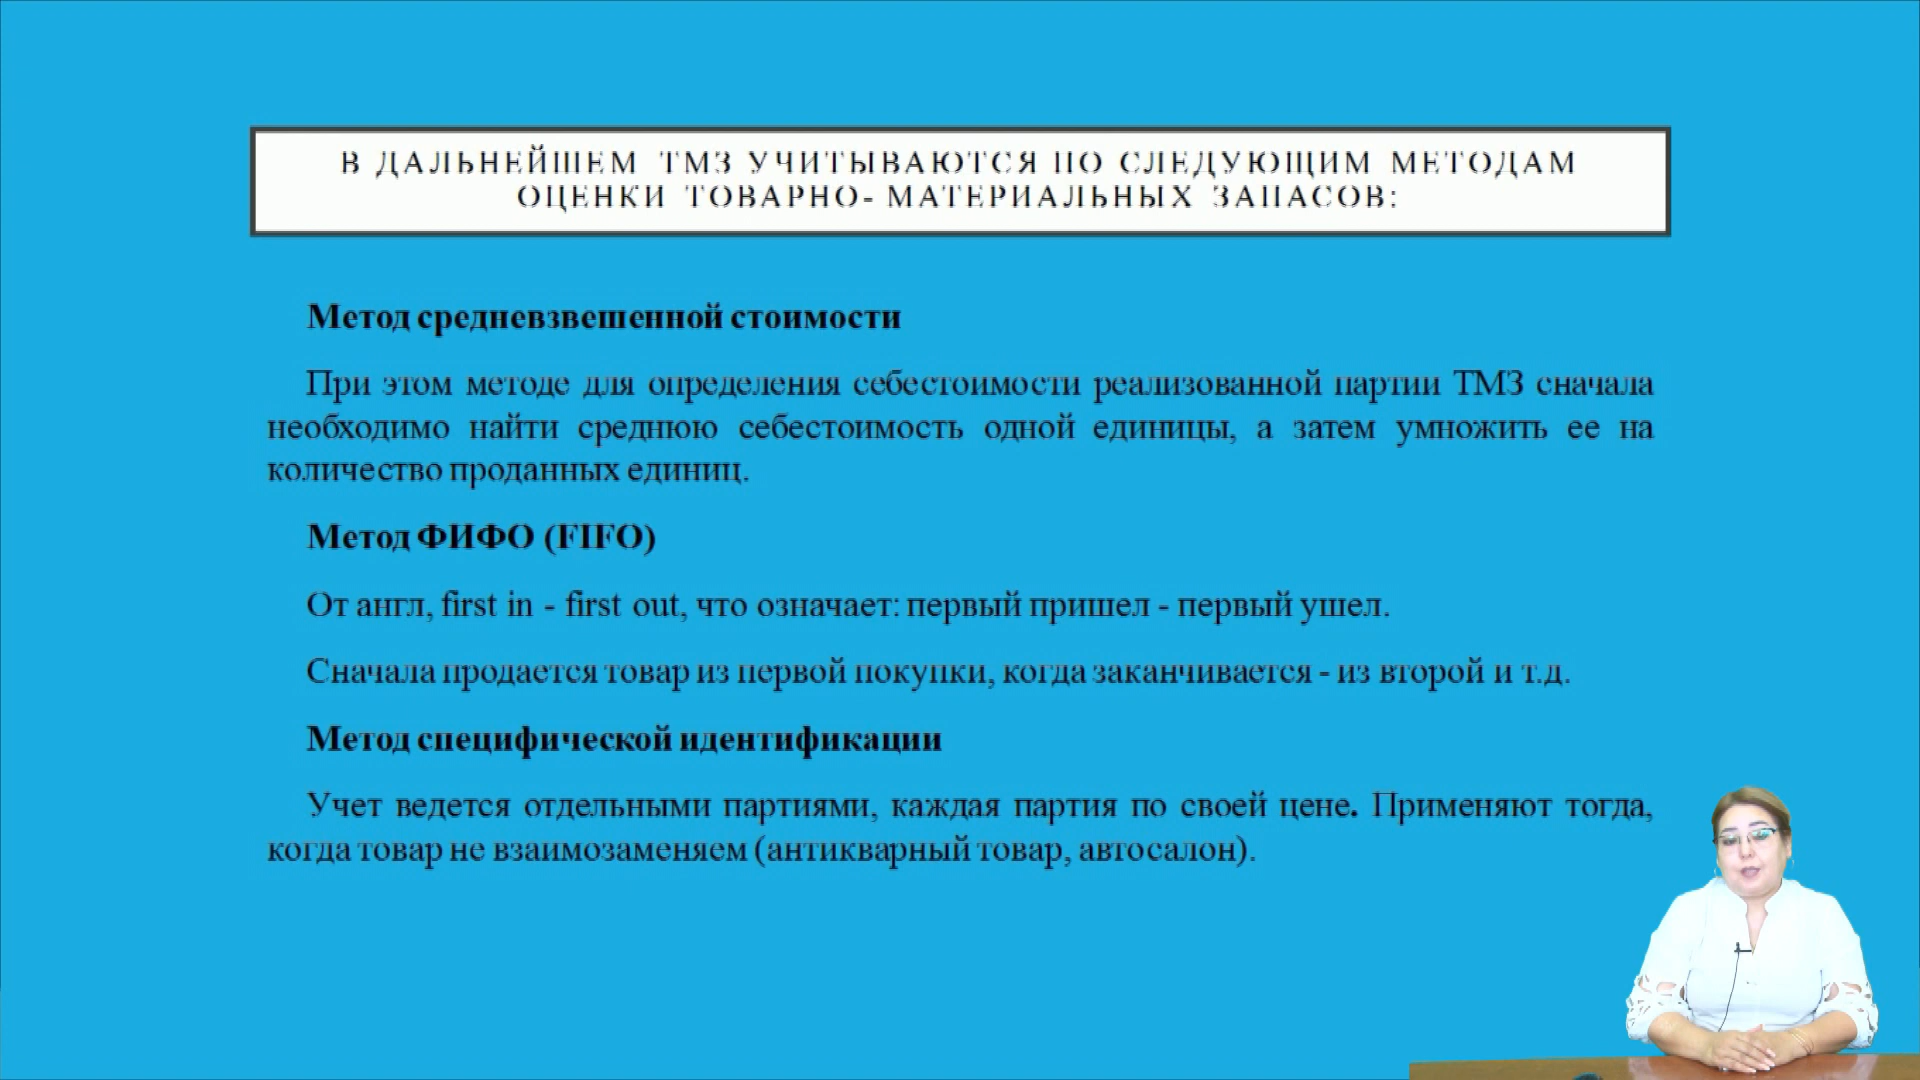 В ДАЛЬНЕЙШЕМ ТМЗ УЧИТЫВАЮТСЯ ПО СЛЕДУЮЩИМ МЕТОДАМ
ОЦЕНКИ ТОВАРНО- МАТЕРИАЛЬНЫХ ЗАПАСОВ:
Метод средневзвешенной стоимости
При этом методе для определения себестоимости реализованной партии ТМЗ сначала
необходимо найти среднюю себестоимость одной единицы, а затем умножить ее на
количество проданных единиц.
Метод ФИФО (FIFO)
От англ, first in - first out, что означает: первый пришел - первый ушел.
Сначала продается товар из первой покупки, когда заканчивается - из второй и т.д.
Метод специфической идентификации
Учет ведется отдельными партиями, каждая партия по своей цене. Применяют тогда,
когда товар не взаимозаменяем (антикварный товар, автосалон).